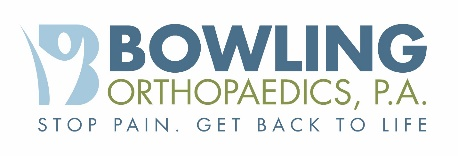 BOWLING
ORTHOPAEDICS, P.A.
STOP PAIN. GET BACK TO LIFE